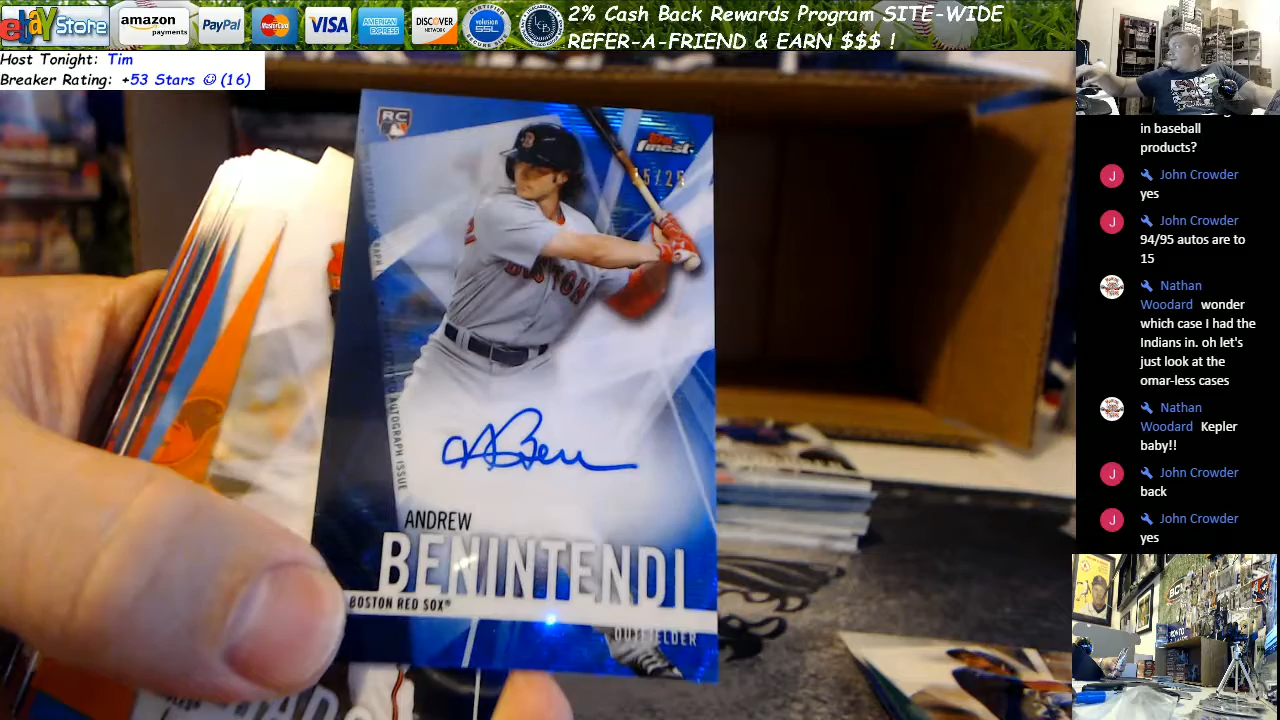 ebay Store
amazon
payments
PayPal
MasterCard
VISA
AMERICAN
EXPRESS
DISCOVER
NETWORK
volusion
SSL
2% Cash Back Rewards Program SITE-WIDE
REFER-A-FRIEND & EARN $$$ !
Host Tonight: Tim
Breaker Rating: +53 Stars ☺ (16)
RC
finest
BOSTON
AUTOGRAPH ISSUE
ANDREW
BENINTENDI
BOSTON RED SOX®
OUTFIELDER
in baseball
products?
J
John Crowder
yes
J
John Crowder
94/95 autos are to
15
Nathan
Woodard wonder
which case I had the
Indians in. oh let's
just look at the
omar-less cases
Nathan
Woodard Kepler
baby!!
J
John Crowder
back
J
John Crowder
yes